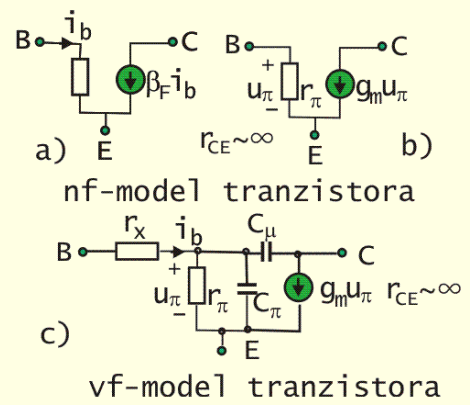 B i_b C B C
β_F i_b + u_π − r_π g_m u_π
a) E r_CE~∞ E b)
nf-model tranzistora
B r_x i_b C_μ C
+ u_π − r_π C_π g_m u_π r_CE~∞
c) E
vf-model tranzistora